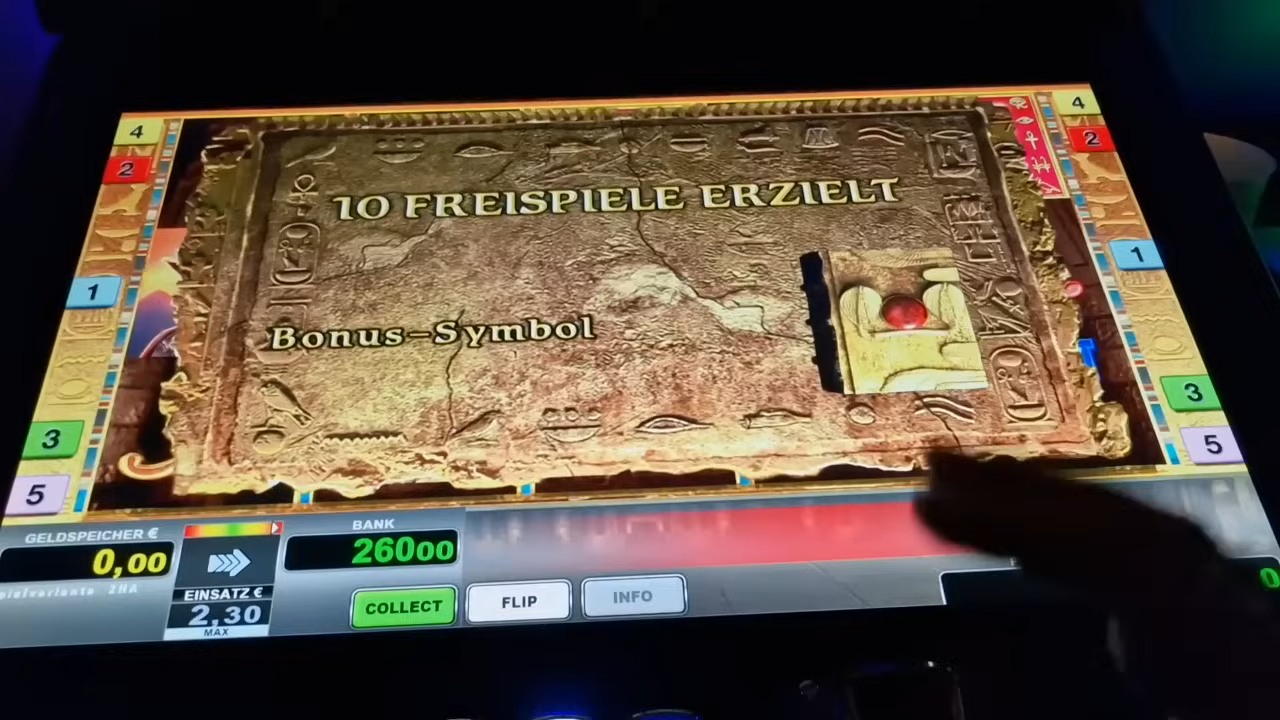 4
2
1
3
5
4
2
1
3
5
10 FREISPIELE ERZIELT
Bonus-Symbol
GELDSPEICHER €
0,00
EINSATZ €
2,30
MAX
BANK
26000
COLLECT
FLIP
INFO
0